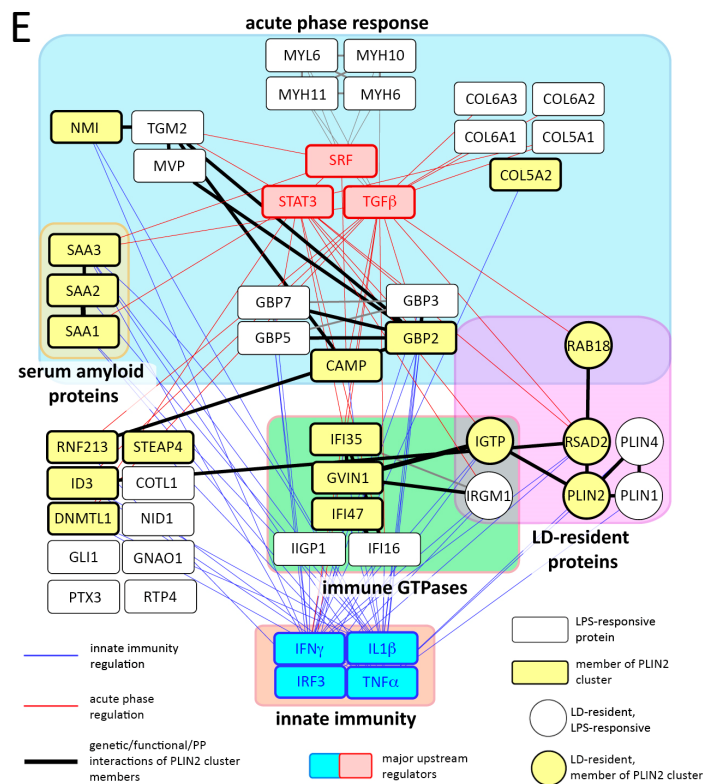 E
acute phase response
MYL6
MYH10
MYH11
MYH6
COL6A3
COL6A2
COL6A1
COL5A1
COL5A2
NMI
TGM2
MVP
SRF
STAT3
TGFβ
SAA3
SAA2
SAA1
serum amyloid
proteins
GBP7
GBP3
GBP5
GBP2
CAMP
RAB18
RNF213
STEAP4
ID3
COTL1
DNMTL1
NID1
GLI1
GNAO1
PTX3
RTP4
IFI35
GVIN1
IFI47
IIGP1
IFI16
immune GTPases
IGTP
IRGM1
RSAD2
PLIN4
PLIN2
PLIN1
LD-resident
proteins
IFNγ
IL1β
IRF3
TNFα
innate immunity
innate immunity
regulation
acute phase
regulation
genetic/functional/PP
interactions of PLIN2 cluster
members
major upstream
regulators
LPS-responsive
protein
member of PLIN2
cluster
LD-resident,
LPS-responsive
LD-resident,
member of PLIN2 cluster